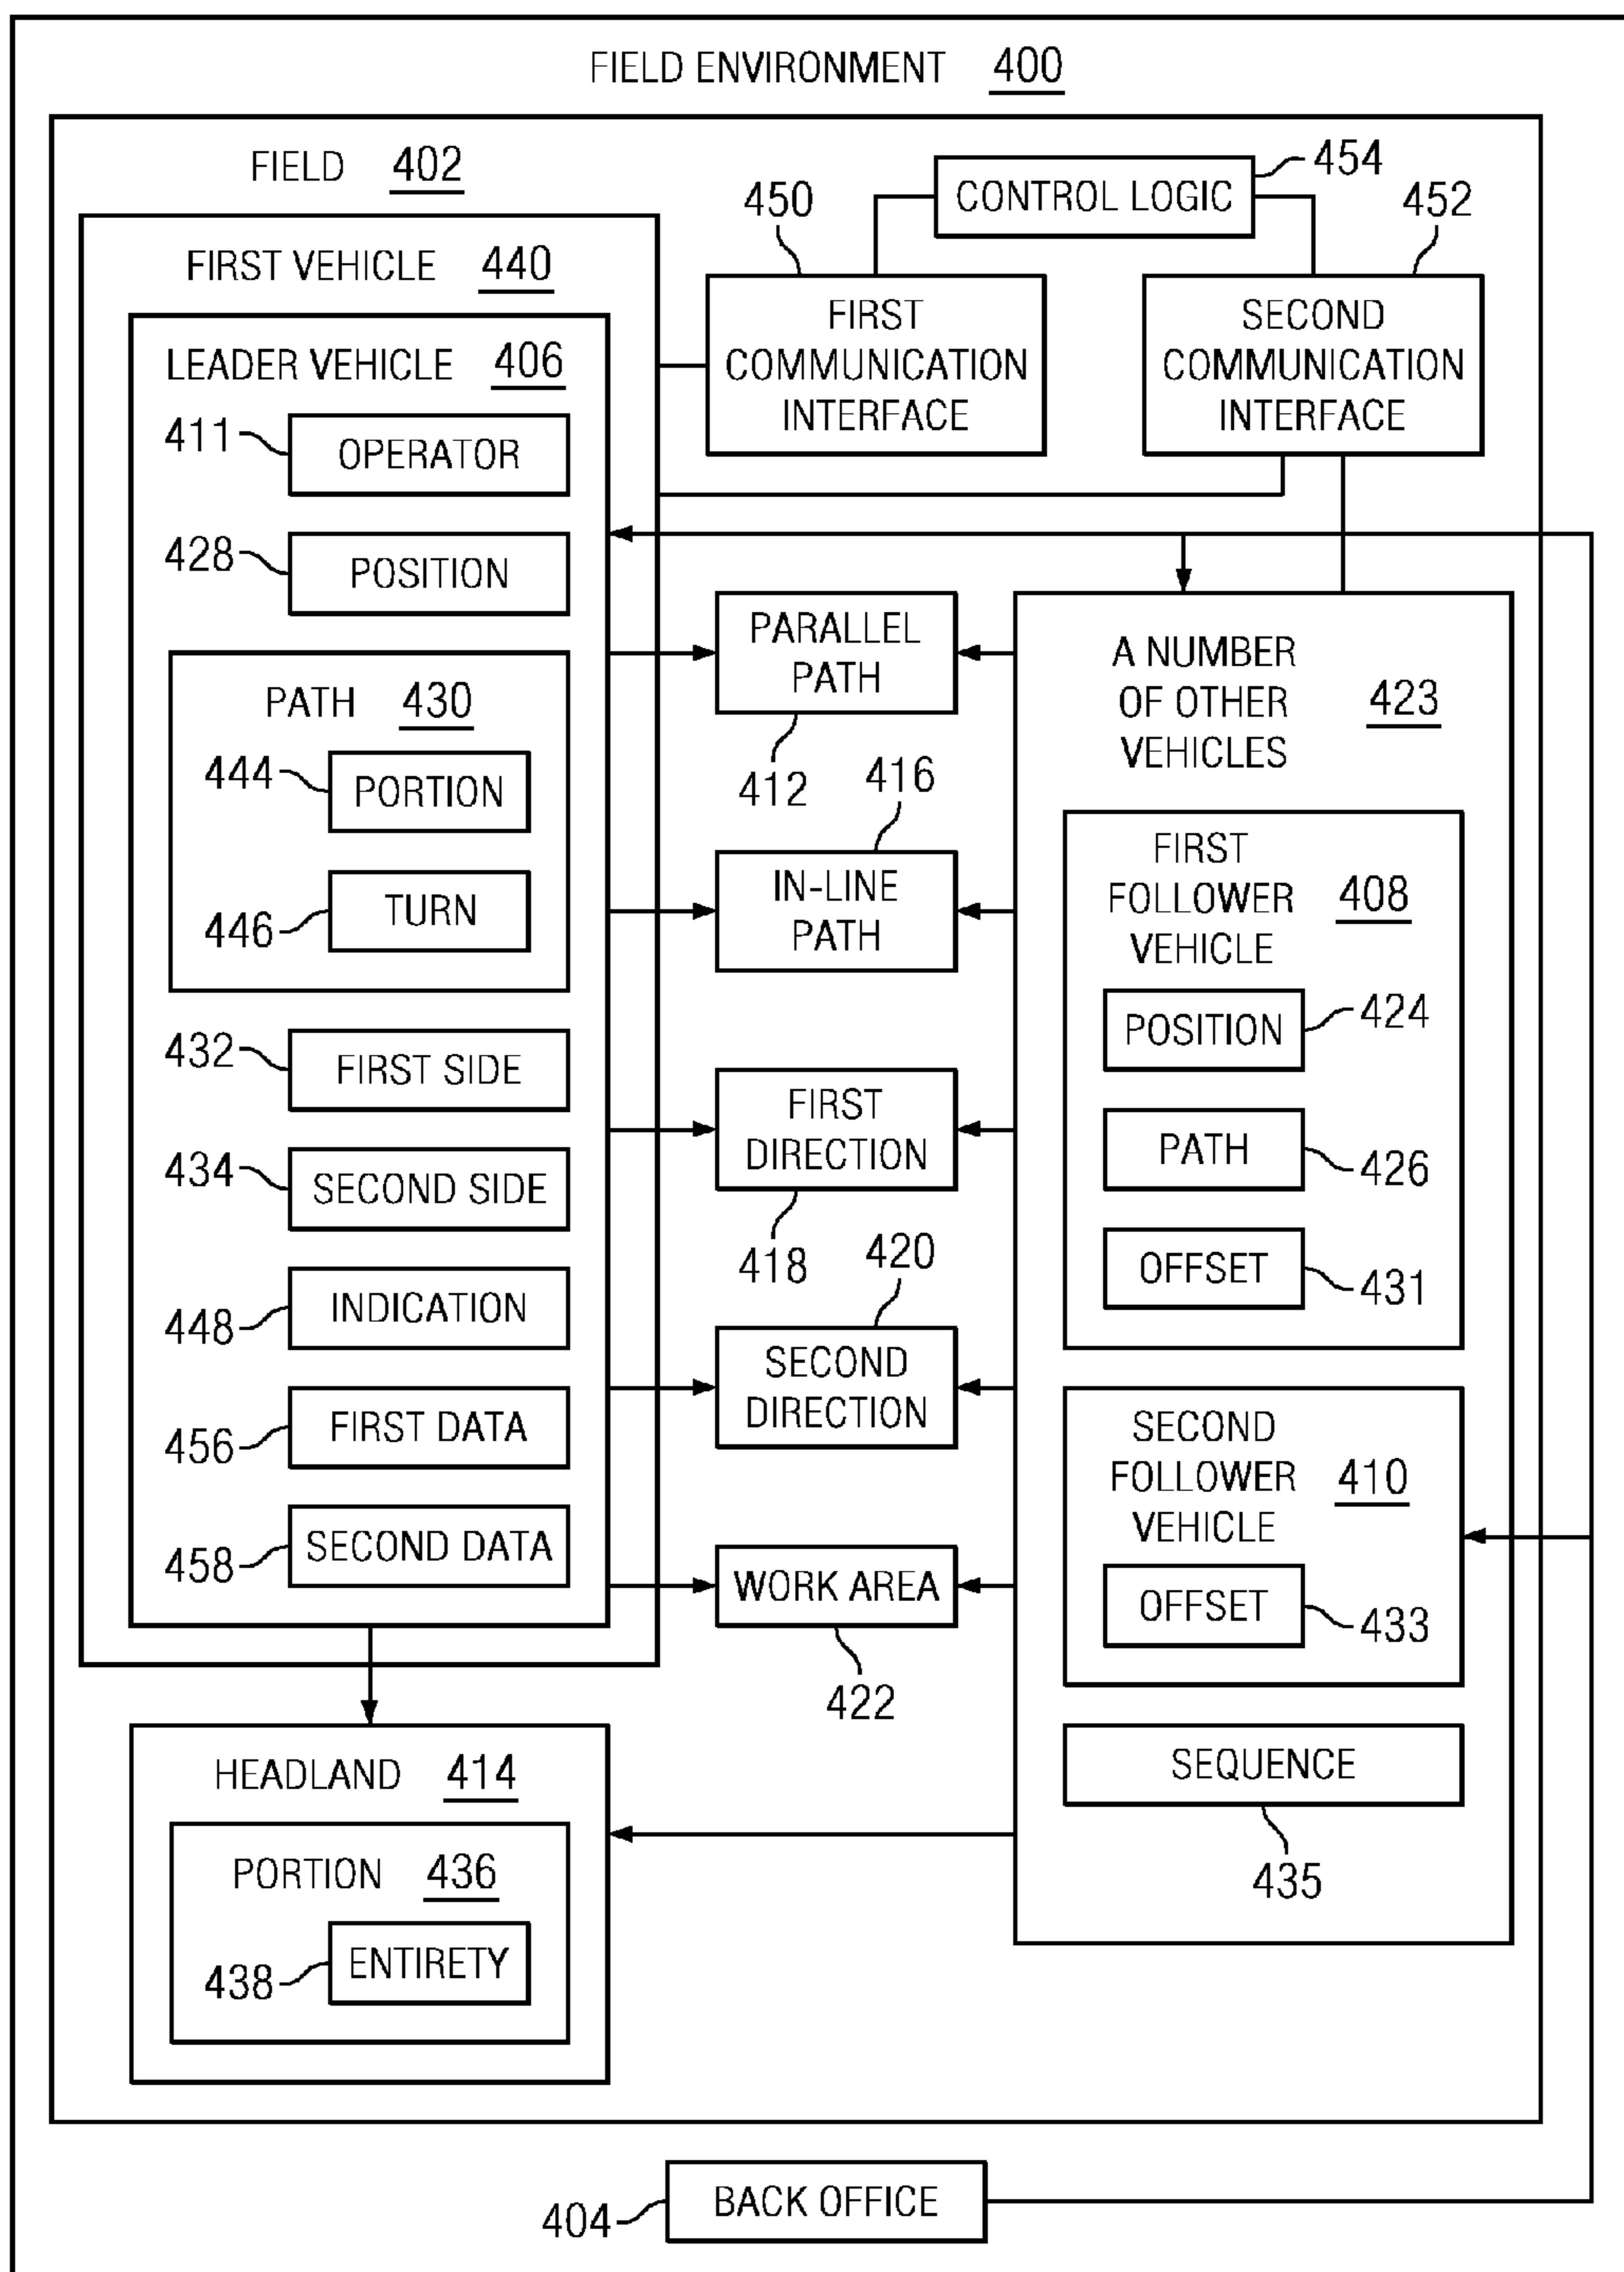 FIELD ENVIRONMENT 400
FIELD 402
454
CONTROL LOGIC
450
452
FIRST VEHICLE 440
FIRST
COMMUNICATION
INTERFACE
SECOND
COMMUNICATION
INTERFACE
LEADER VEHICLE 406
411
OPERATOR
428
POSITION
PATH 430
444
PORTION
446
TURN
432
FIRST SIDE
434
SECOND SIDE
448
INDICATION
456
FIRST DATA
458
SECOND DATA
PARALLEL
PATH
412
416
IN-LINE
PATH
FIRST
DIRECTION
418
420
SECOND
DIRECTION
WORK AREA
422
A NUMBER
OF OTHER
VEHICLES
423
FIRST
FOLLOWER
VEHICLE
408
POSITION
424
PATH
426
OFFSET
431
SECOND
FOLLOWER
VEHICLE
410
OFFSET
433
SEQUENCE
435
HEADLAND 414
PORTION 436
438
ENTIRETY
404
BACK OFFICE